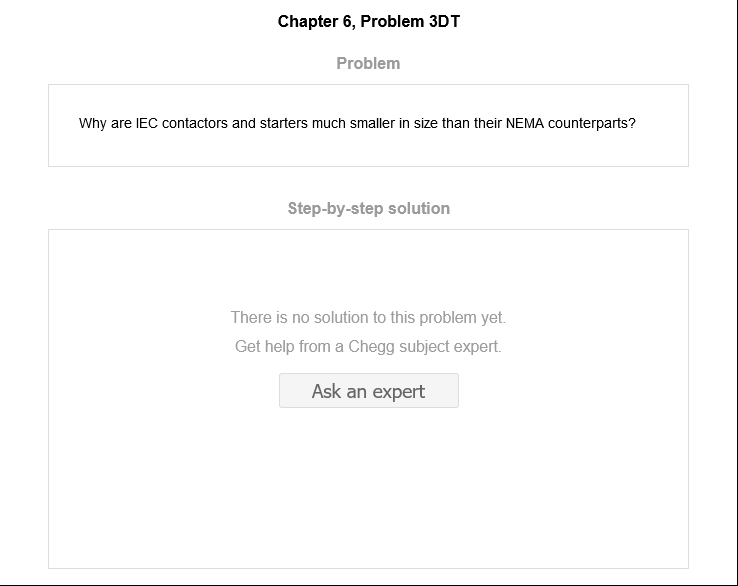 Chapter 6, Problem 3DT
Problem
Why are IEC contactors and starters much smaller in size than their NEMA counterparts?
Step-by-step solution
There is no solution to this problem yet.
Get help from a Chegg subject expert.
Ask an expert